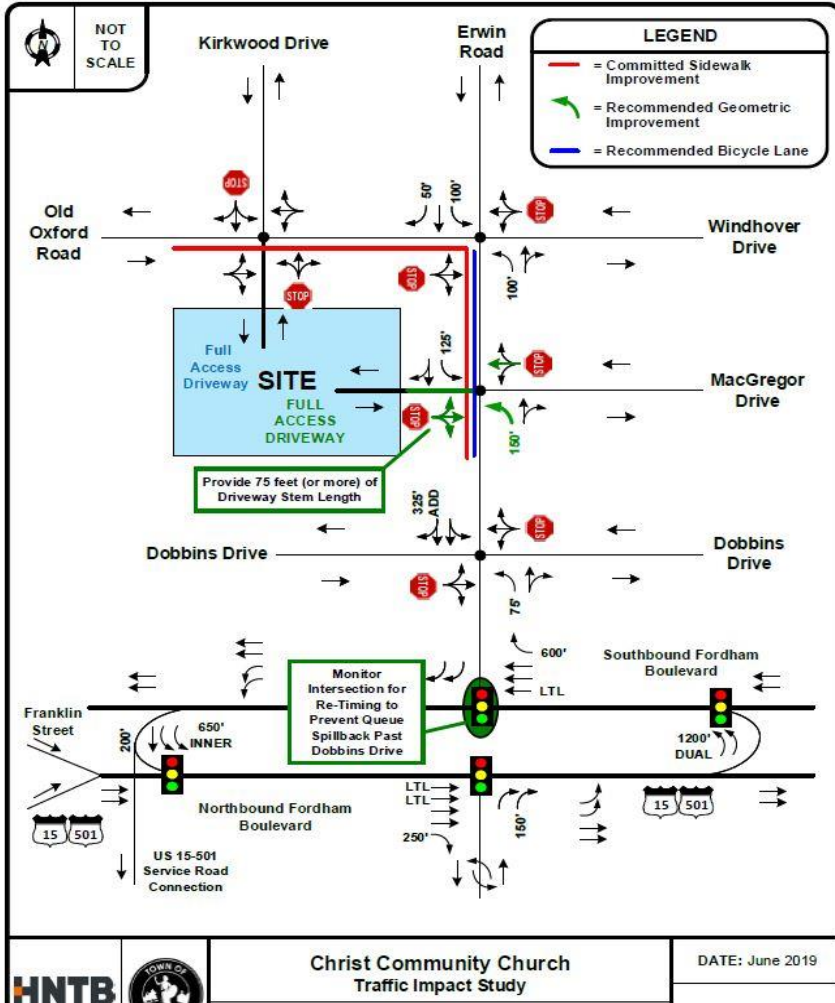 N
NOT
TO
SCALE
Kirkwood Drive
Erwin
Road
LEGEND
= Committed Sidewalk
Improvement
= Recommended Geometric
Improvement
= Recommended Bicycle Lane
STOP
50'
100'
STOP
Old
Oxford
Road
Windhover
Drive
STOP
STOP
100'
Full
Access
Driveway
SITE
FULL
ACCESS
DRIVEWAY
125'
STOP
MacGregor
Drive
STOP
150'
Provide 75 feet (or more) of
Driveway Stem Length
325'
ADD
STOP
Dobbins Drive
Dobbins
Drive
STOP
75'
600'
Southbound Fordham
Boulevard
Monitor
Intersection for
Re-Timing to
Prevent Queue
Spillback Past
Dobbins Drive
LTL
Franklin
Street
200'
650'
INNER
1200'
DUAL
LTL
LTL
Northbound Fordham
Boulevard
150'
250'
15
501
15
501
US 15-501
Service Road
Connection
HNTB
TOWN OF
Christ Community Church
Traffic Impact Study
DATE: June 2019